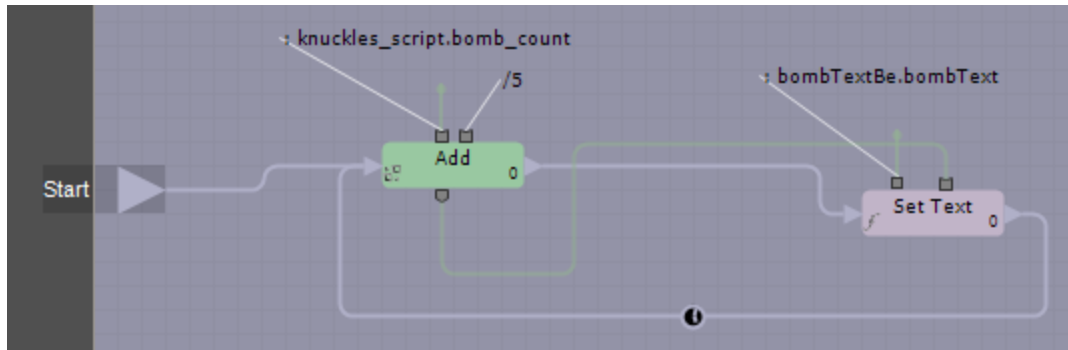 : knuckles_script.bomb_count
/5
: bombTextBe.bombText
Add
0
Start
Set Text
0